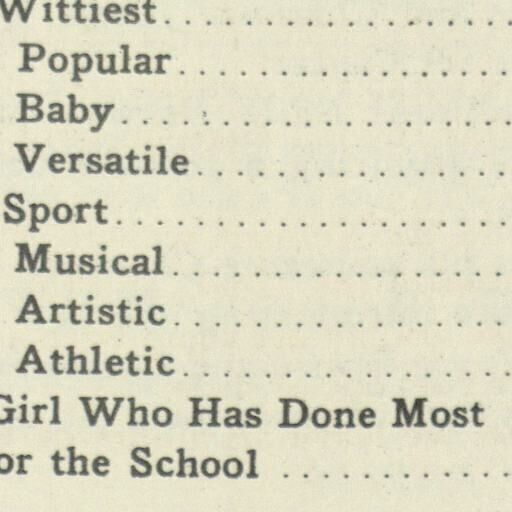 Wittiest
Popular
Baby
Versatile
Sport
Musical
Artistic
Athletic
Girl Who Has Done Most
or the School